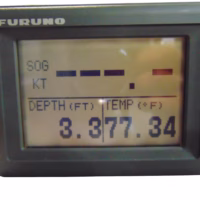 FURUNO
SOG
KT
---.-
DEPTH(FT) TEMP(°F)
3.3 77.34